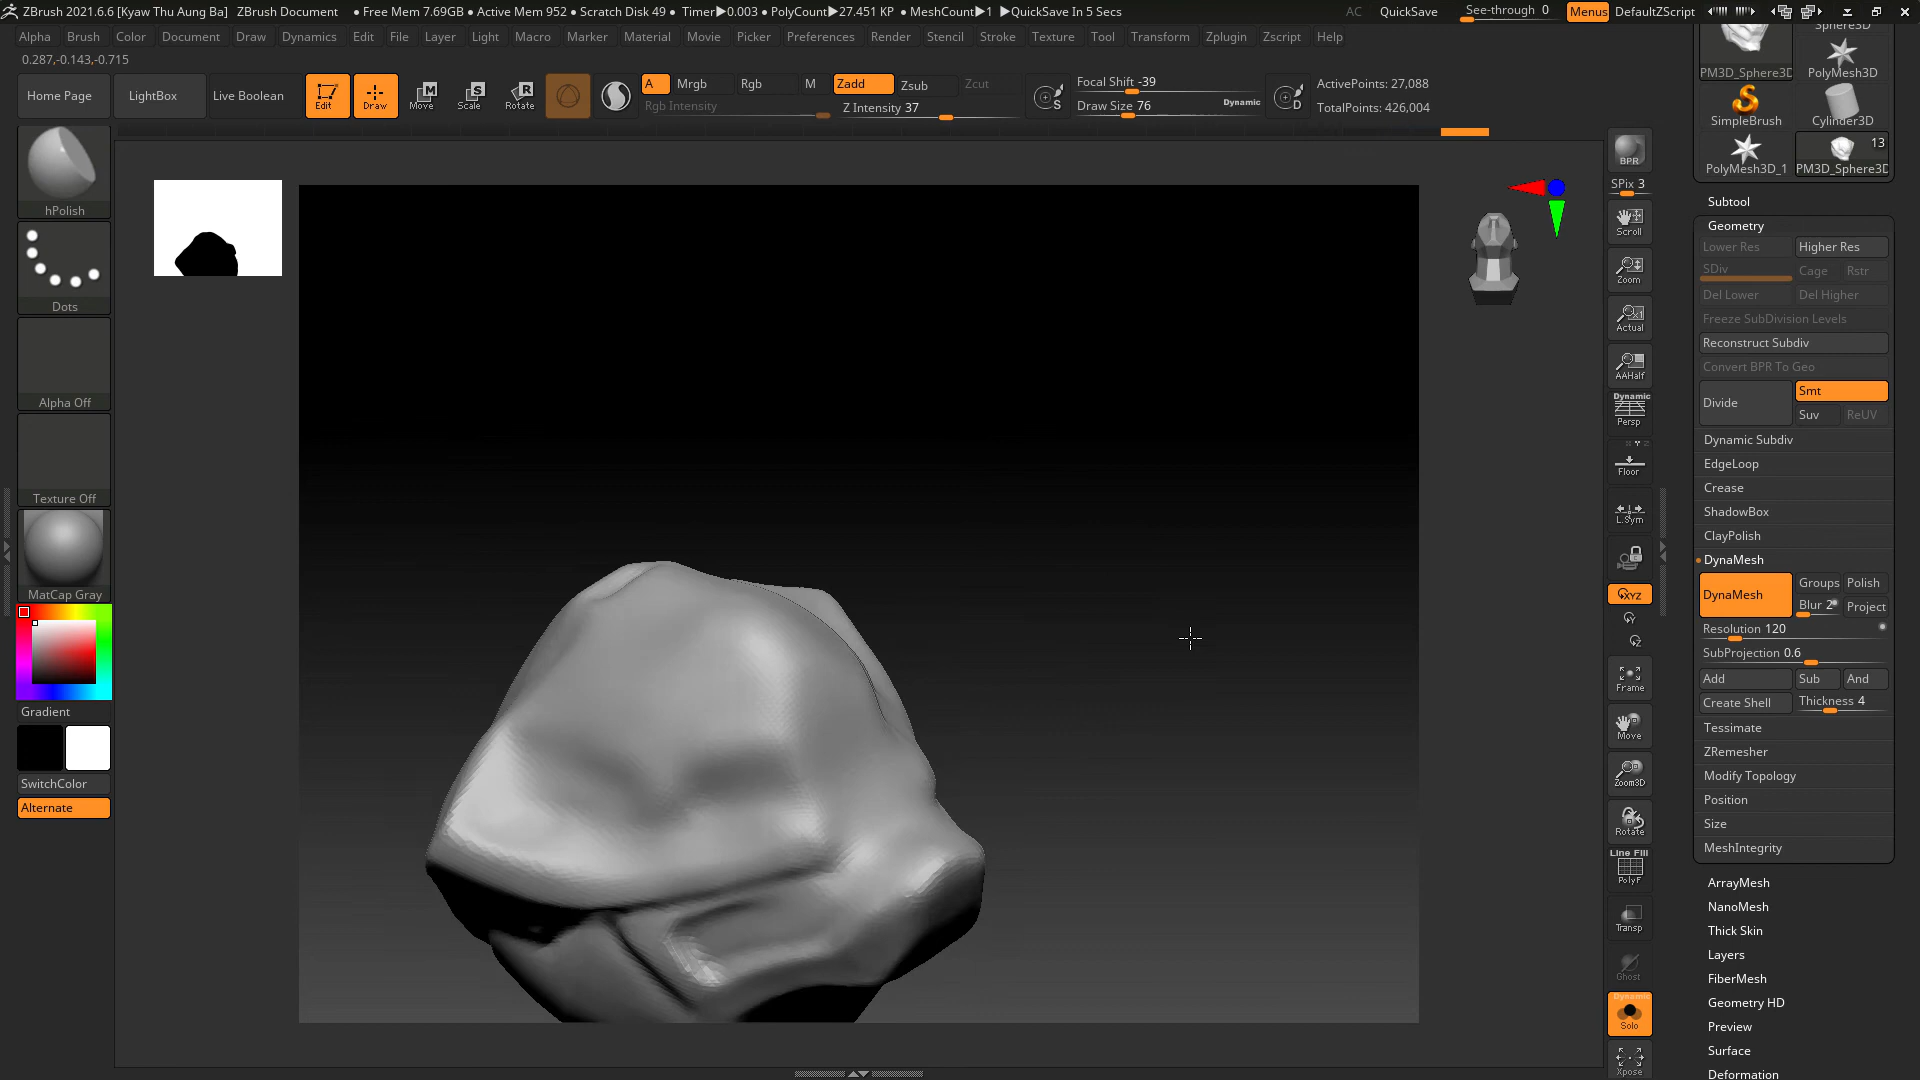 ZBrush 2021.6.6 [Kyaw Thu Aung Ba] ZBrush Document • Free Mem 7.69GB • Active Mem 952 • Scratch Disk 49 • Timer▶0.003 • PolyCount▶27.451 KP • MeshCount▶1 ▶QuickSave In 5 Secs AC QuickSave See-through 0 Menus DefaultZScript
Alpha Brush Color Document Draw Dynamics Edit File Layer Light Macro Marker Material Movie Picker Preferences Render Stencil Stroke Texture Tool Transform Zplugin Zscript Help
0.287,-0.143,-0.715
Home Page LightBox Live Boolean Edit Draw Move Scale Rotate
A Mrgb Rgb M Zadd Zsub Zcut
Rgb Intensity Z Intensity 37
S Focal Shift -39
Draw Size 76 Dynamic D
ActivePoints: 27,088
TotalPoints: 426,004
hPolish
Dots
Alpha Off
Texture Off
MatCap Gray
Gradient
SwitchColor
Alternate
BPR
SPix 3
Scroll
Zoom
Actual
AAHalf
Dynamic
Persp
Floor
L.Sym
XYZ
Y
Z
Frame
Move
Zoom3D
Rotate
Line Fill
PolyF
Transp
Ghost
Dynamic
Solo
Xpose
Sphere3D
PM3D_Sphere3D PolyMesh3D
SimpleBrush Cylinder3D
13
PolyMesh3D_1 PM3D_Sphere3D
Subtool
Geometry
Lower Res Higher Res
SDiv Cage Rstr
Del Lower Del Higher
Freeze SubDivision Levels
Reconstruct Subdiv
Convert BPR To Geo
Divide Smt
Suv ReUV
Dynamic Subdiv
EdgeLoop
Crease
ShadowBox
ClayPolish
DynaMesh
DynaMesh Groups Polish
Blur 2 Project
Resolution 120
SubProjection 0.6
Add Sub And
Create Shell Thickness 4
Tessimate
ZRemesher
Modify Topology
Position
Size
MeshIntegrity
ArrayMesh
NanoMesh
Thick Skin
Layers
FiberMesh
Geometry HD
Preview
Surface
Deformation